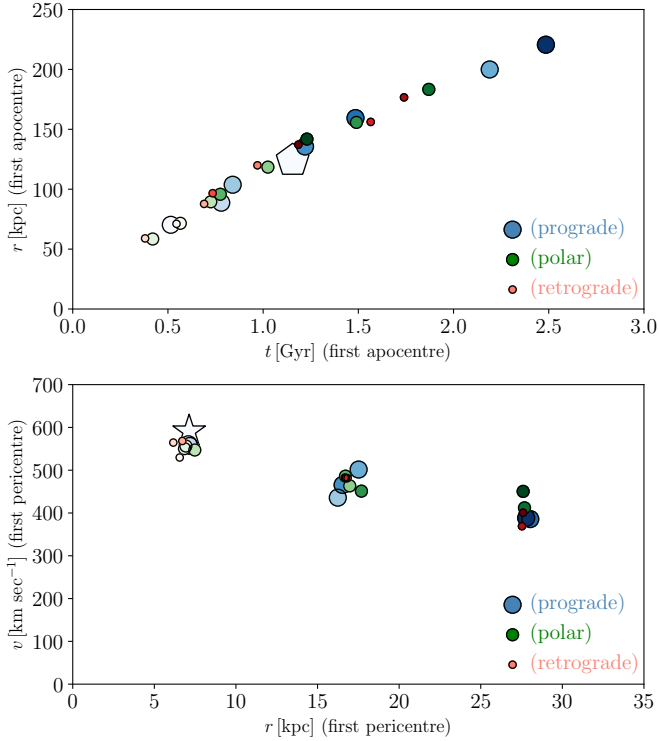 250
200
150
100
50
0
r [kpc] (first apocentre)
(prograde)
(polar)
(retrograde)
0.0 0.5 1.0 1.5 2.0 2.5 3.0
t [Gyr] (first apocentre)
700
600
500
400
300
200
100
0
v [km sec⁻¹] (first pericentre)
(prograde)
(polar)
(retrograde)
0 5 10 15 20 25 30 35
r [kpc] (first pericentre)